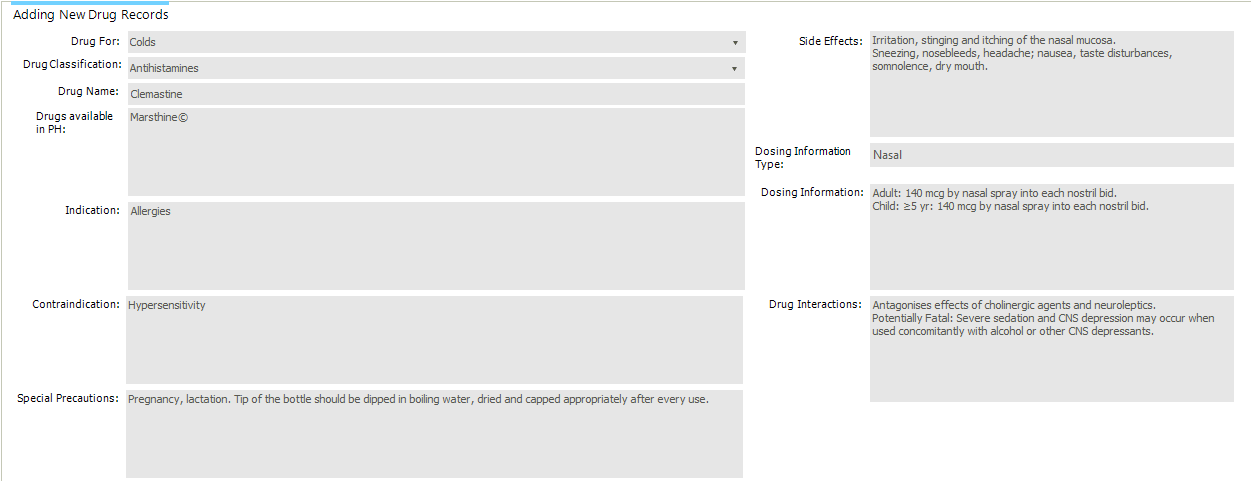 Adding New Drug Records
Drug For:
Colds
Drug Classification:
Antihistamines
Drug Name:
Clemastine
Drugs available
in PH:
Marsthine©
Indication:
Allergies
Contraindication:
Hypersensitivity
Special Precautions:
Pregnancy, lactation. Tip of the bottle should be dipped in boiling water, dried and capped appropriately after every use.
Side Effects:
Irritation, stinging and itching of the nasal mucosa.
Sneezing, nosebleeds, headache; nausea, taste disturbances,
somnolence, dry mouth.
Dosing Information
Type:
Nasal
Dosing Information:
Adult: 140 mcg by nasal spray into each nostril bid.
Child: ≥5 yr: 140 mcg by nasal spray into each nostril bid.
Drug Interactions:
Antagonises effects of cholinergic agents and neuroleptics.
Potentially Fatal: Severe sedation and CNS depression may occur when
used concomitantly with alcohol or other CNS depressants.